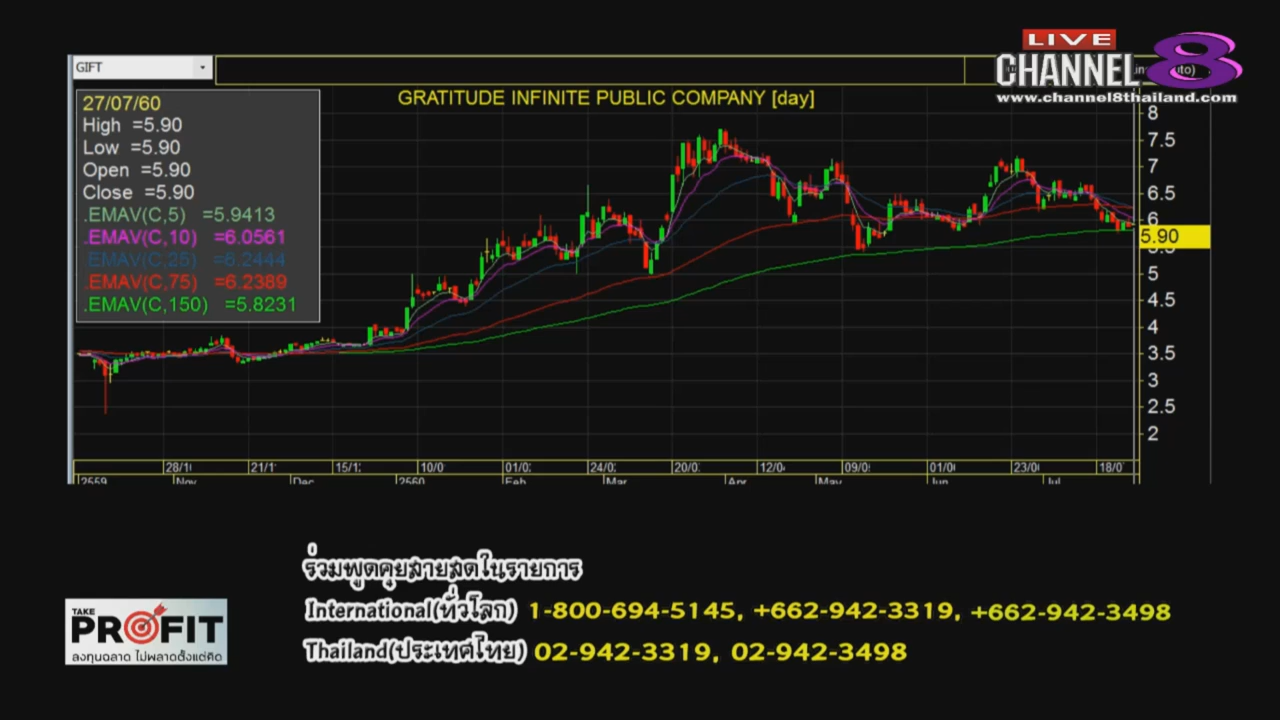 GIFT
LIVE
CHANNEL 8
www.channel8thailand.com
GRATITUDE INFINITE PUBLIC COMPANY [day]
27/07/60
High =5.90
Low =5.90
Open =5.90
Close =5.90
.EMAV(C,5) =5.9413
.EMAV(C,10) =6.0561
.EMAV(C,25) =6.2444
.EMAV(C,75) =6.2389
.EMAV(C,150) =5.8231
8
7.5
7
6.5
6
5.90
5
4.5
4
3.5
3
2.5
2
28/1 21/1 15/1 10/0 01/0 24/0 20/0 12/0 09/0 01/0 23/0 18/0
2559 Nov Dec 2560 Feb Mar Apr May Jun Jul
ร่วมพูดคุยสายสดในรายการ
International(ทั่วโลก) 1-800-694-5145, +662-942-3319, +662-942-3498
Thailand(ประเทศไทย) 02-942-3319, 02-942-3498
TAKE
PROFIT
ลงทุนฉลาด ไม่พลาดตั้งแต่คิด